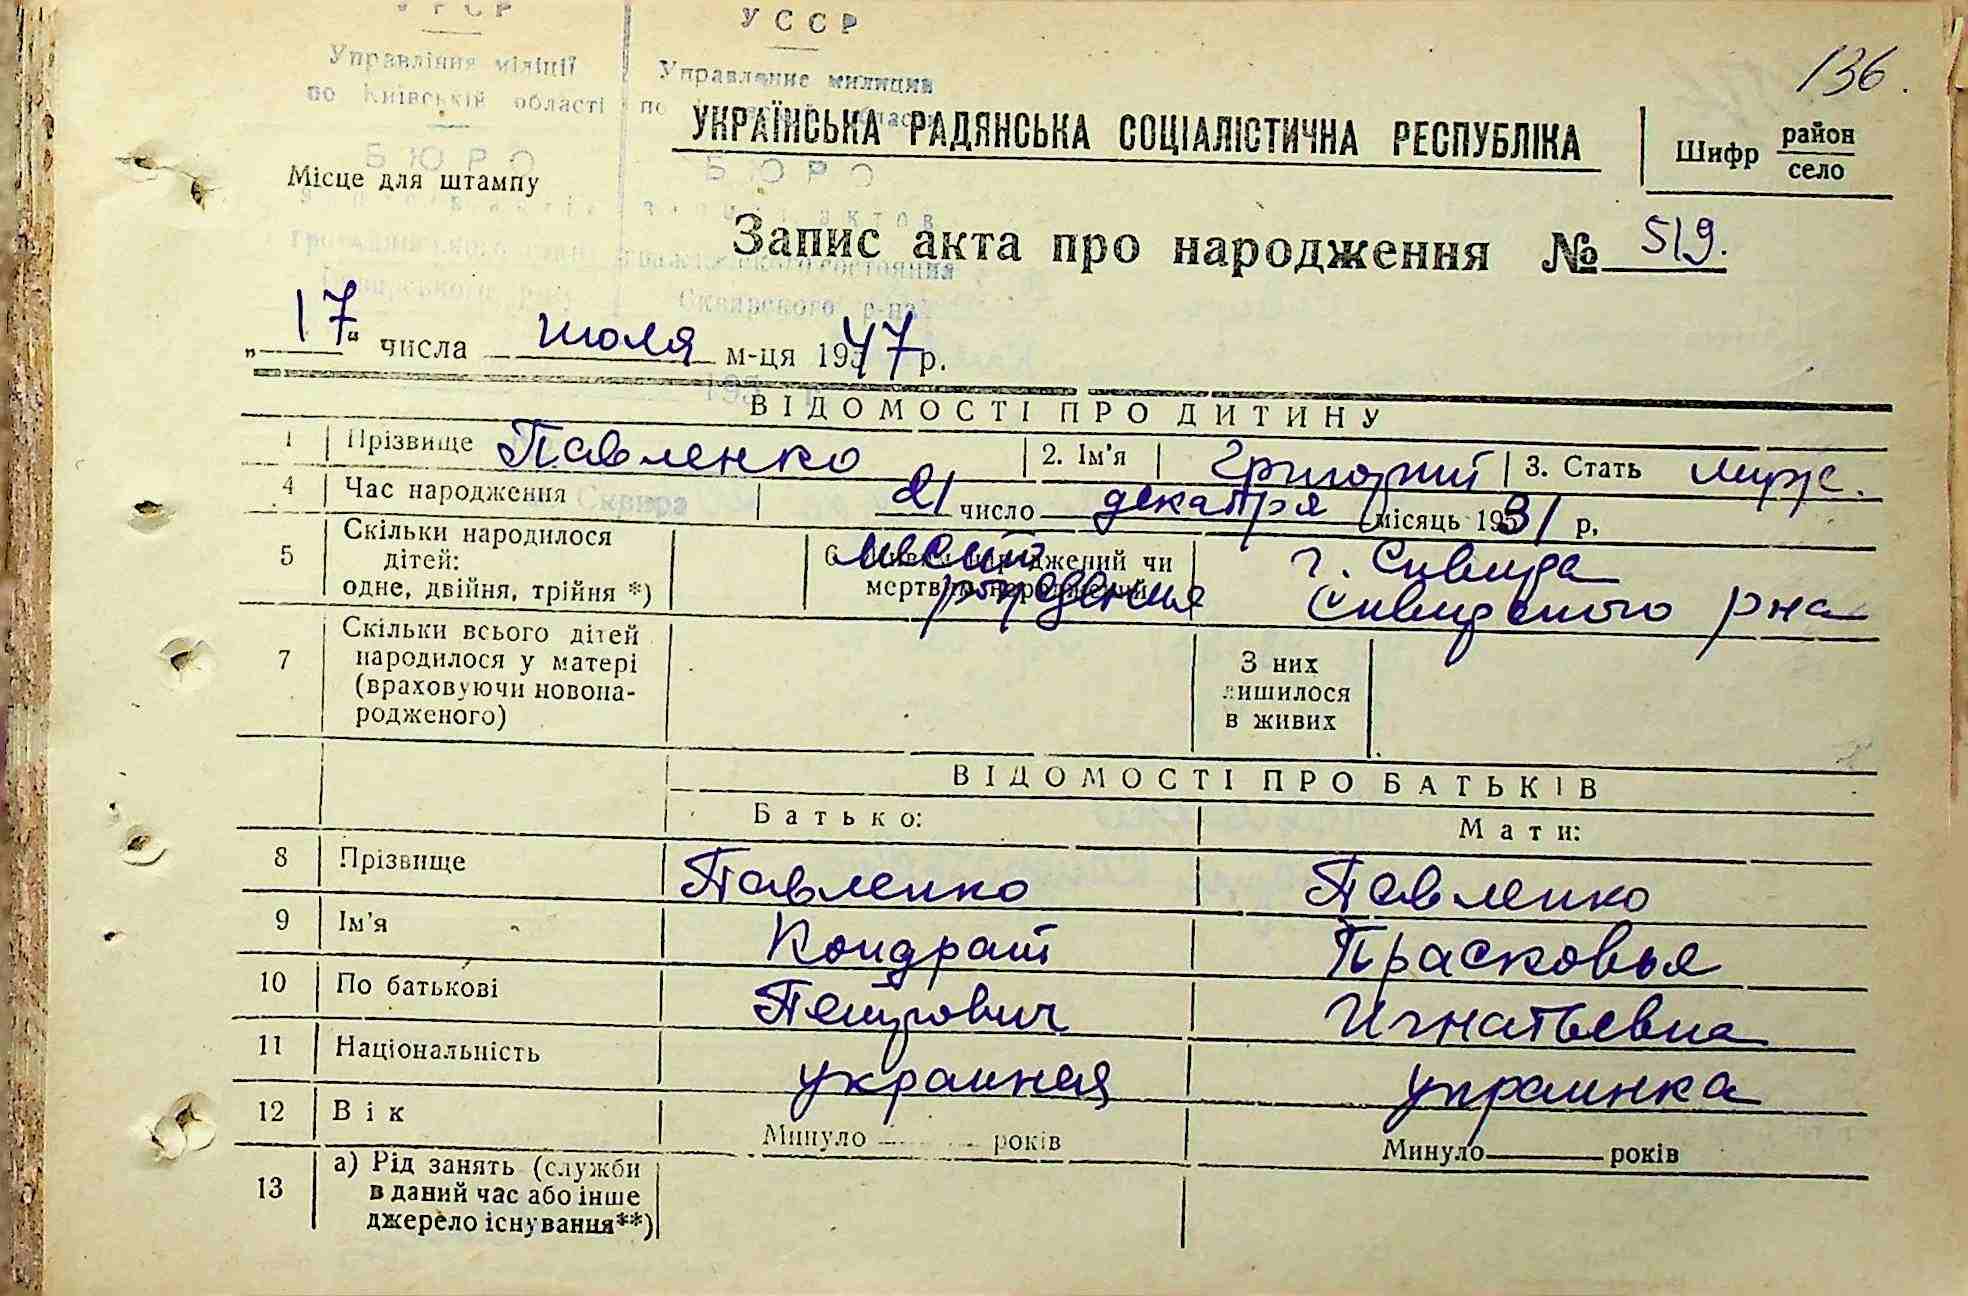 УРСР
УССР
Управління міліції
Управление милиции
по Київській області
по
136.
УКРАЇНСЬКА РАДЯНСЬКА СОЦІАЛІСТИЧНА РЕСПУБЛІКА
Шифр район
село
БЮРО
БЮРО
Місце для штампу
Запис акта про народження № 519.
Сквирского р-на
„17“ числа июля м-ця 1947 р.
ВІДОМОСТІ ПРО ДИТИНУ
1 Прізвище Павленко 2. Ім'я Григорий 3. Стать муж.
4 Час народження 21 число декабря місяць 1931 р.
5 Скільки народилося дітей: одне, двійня, трійня *)
место рождения г. Сквира
Сквирского р-на
7 Скільки всього дітей народилося у матері (враховуючи новонародженого)
З них лишилося в живих
ВІДОМОСТІ ПРО БАТЬКІВ
Батько: Мати:
8 Прізвище Павленко Павленко
9 Ім'я Кондрат Прасковья
10 По батькові Петрович Игнатьевна
11 Національність украинец украинка
12 Вік Минуло ____ років Минуло ____ років
13 а) Рід занять (служби
в даний час або інше
джерело існування**)